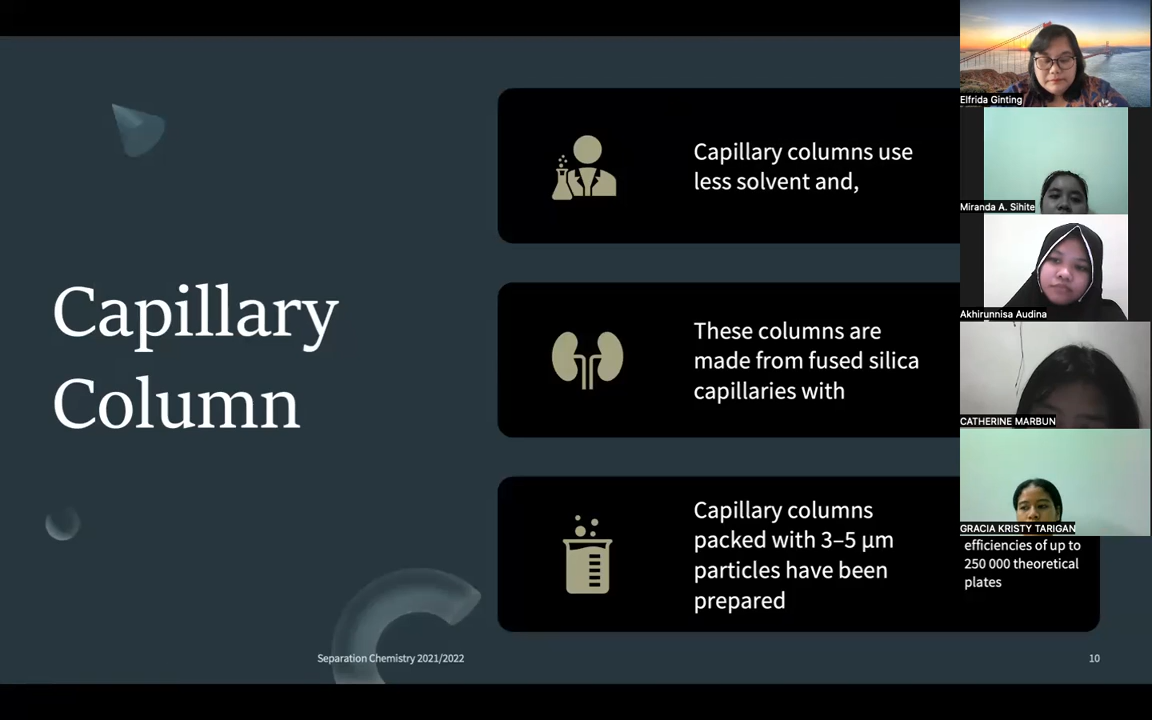 Capillary
Column
Capillary columns use
less solvent and,
These columns are
made from fused silica
capillaries with
Capillary columns
packed with 3–5 µm
particles have been
prepared
efficiencies of up to
250 000 theoretical
plates
Separation Chemistry 2021/2022
10
Elfrida Ginting
Miranda A. Sihite
Akhirunnisa Audina
CATHERINE MARBUN
GRACIA KRISTY TARIGAN